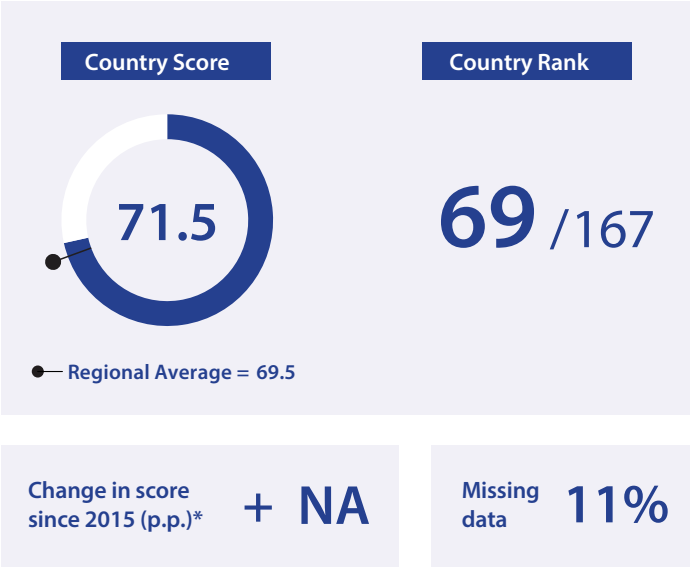 Country Score
Country Rank
71.5
69 /167
Regional Average = 69.5
Change in score
since 2015 (p.p.)*
+ NA
Missing
data
11%